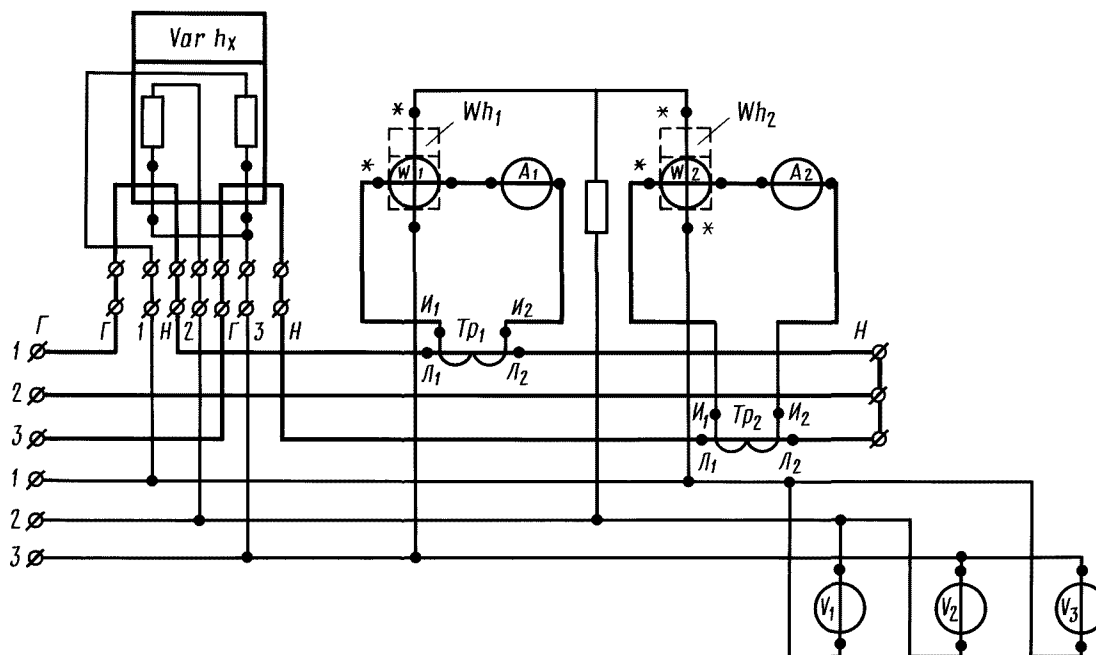 Var hx
* Wh1 * Wh2
* W1 A1 * W2 A2
*
И1 Тр1 И2
Г Г 1 Н 2 Г 3 Н Н
1
Л1 Л2
2
И1 Тр2 И2
3
Л1 Л2
1
2
3
V1 V2 V3